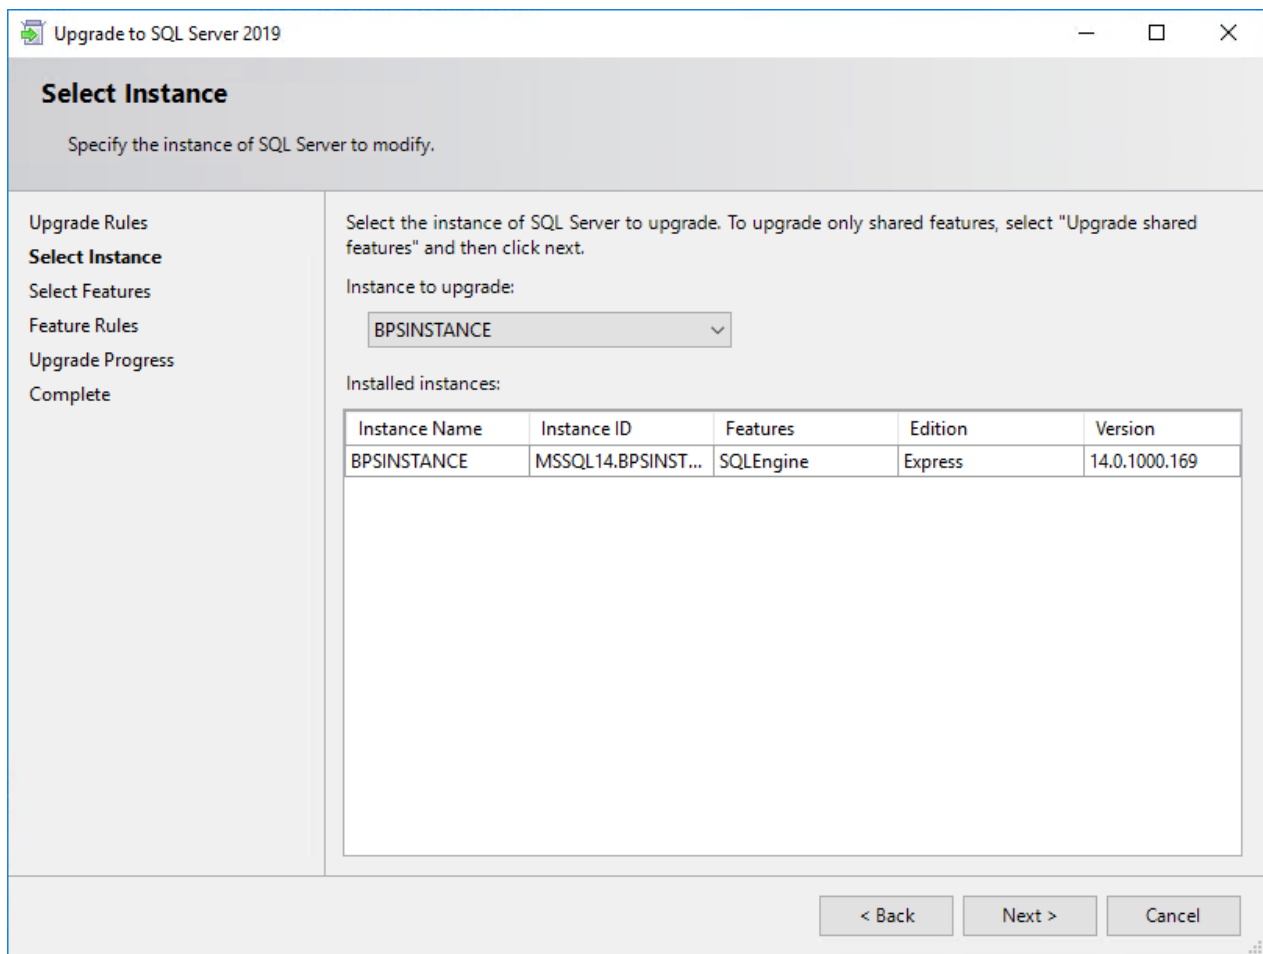 Upgrade to SQL Server 2019
Select Instance
Specify the instance of SQL Server to modify.
Upgrade Rules
Select Instance
Select Features
Feature Rules
Upgrade Progress
Complete
Select the instance of SQL Server to upgrade. To upgrade only shared features, select "Upgrade shared
features" and then click next.
Instance to upgrade:
BPSINSTANCE
Installed instances:
Instance Name Instance ID Features Edition Version
BPSINSTANCE MSSQL14.BPSINST... SQLEngine Express 14.0.1000.169
< Back Next > Cancel